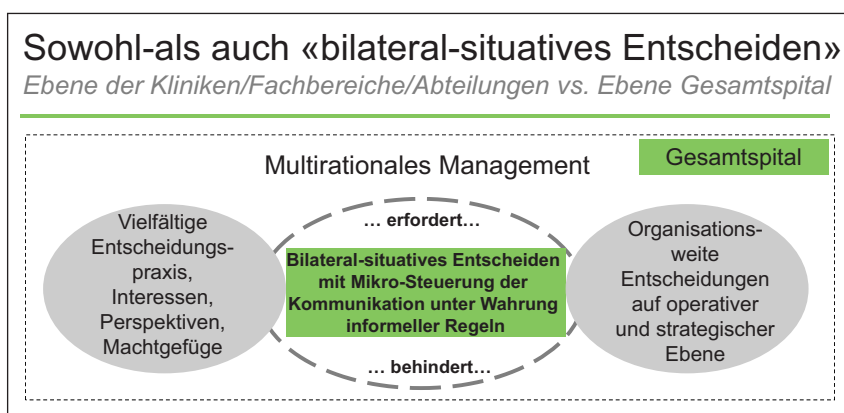 Sowohl-als auch «bilateral-situatives Entscheiden»
Ebene der Kliniken/Fachbereiche/Abteilungen vs. Ebene Gesamtspital
Multirationales Management
Gesamtspital
Vielfältige
Entscheidungs-
praxis,
Interessen,
Perspektiven,
Machtgefüge
… erfordert…
Bilateral-situatives Entscheiden
mit Mikro-Steuerung der
Kommunikation unter Wahrung
informeller Regeln
… behindert…
Organisations-
weite
Entscheidungen
auf operativer
und strategischer
Ebene